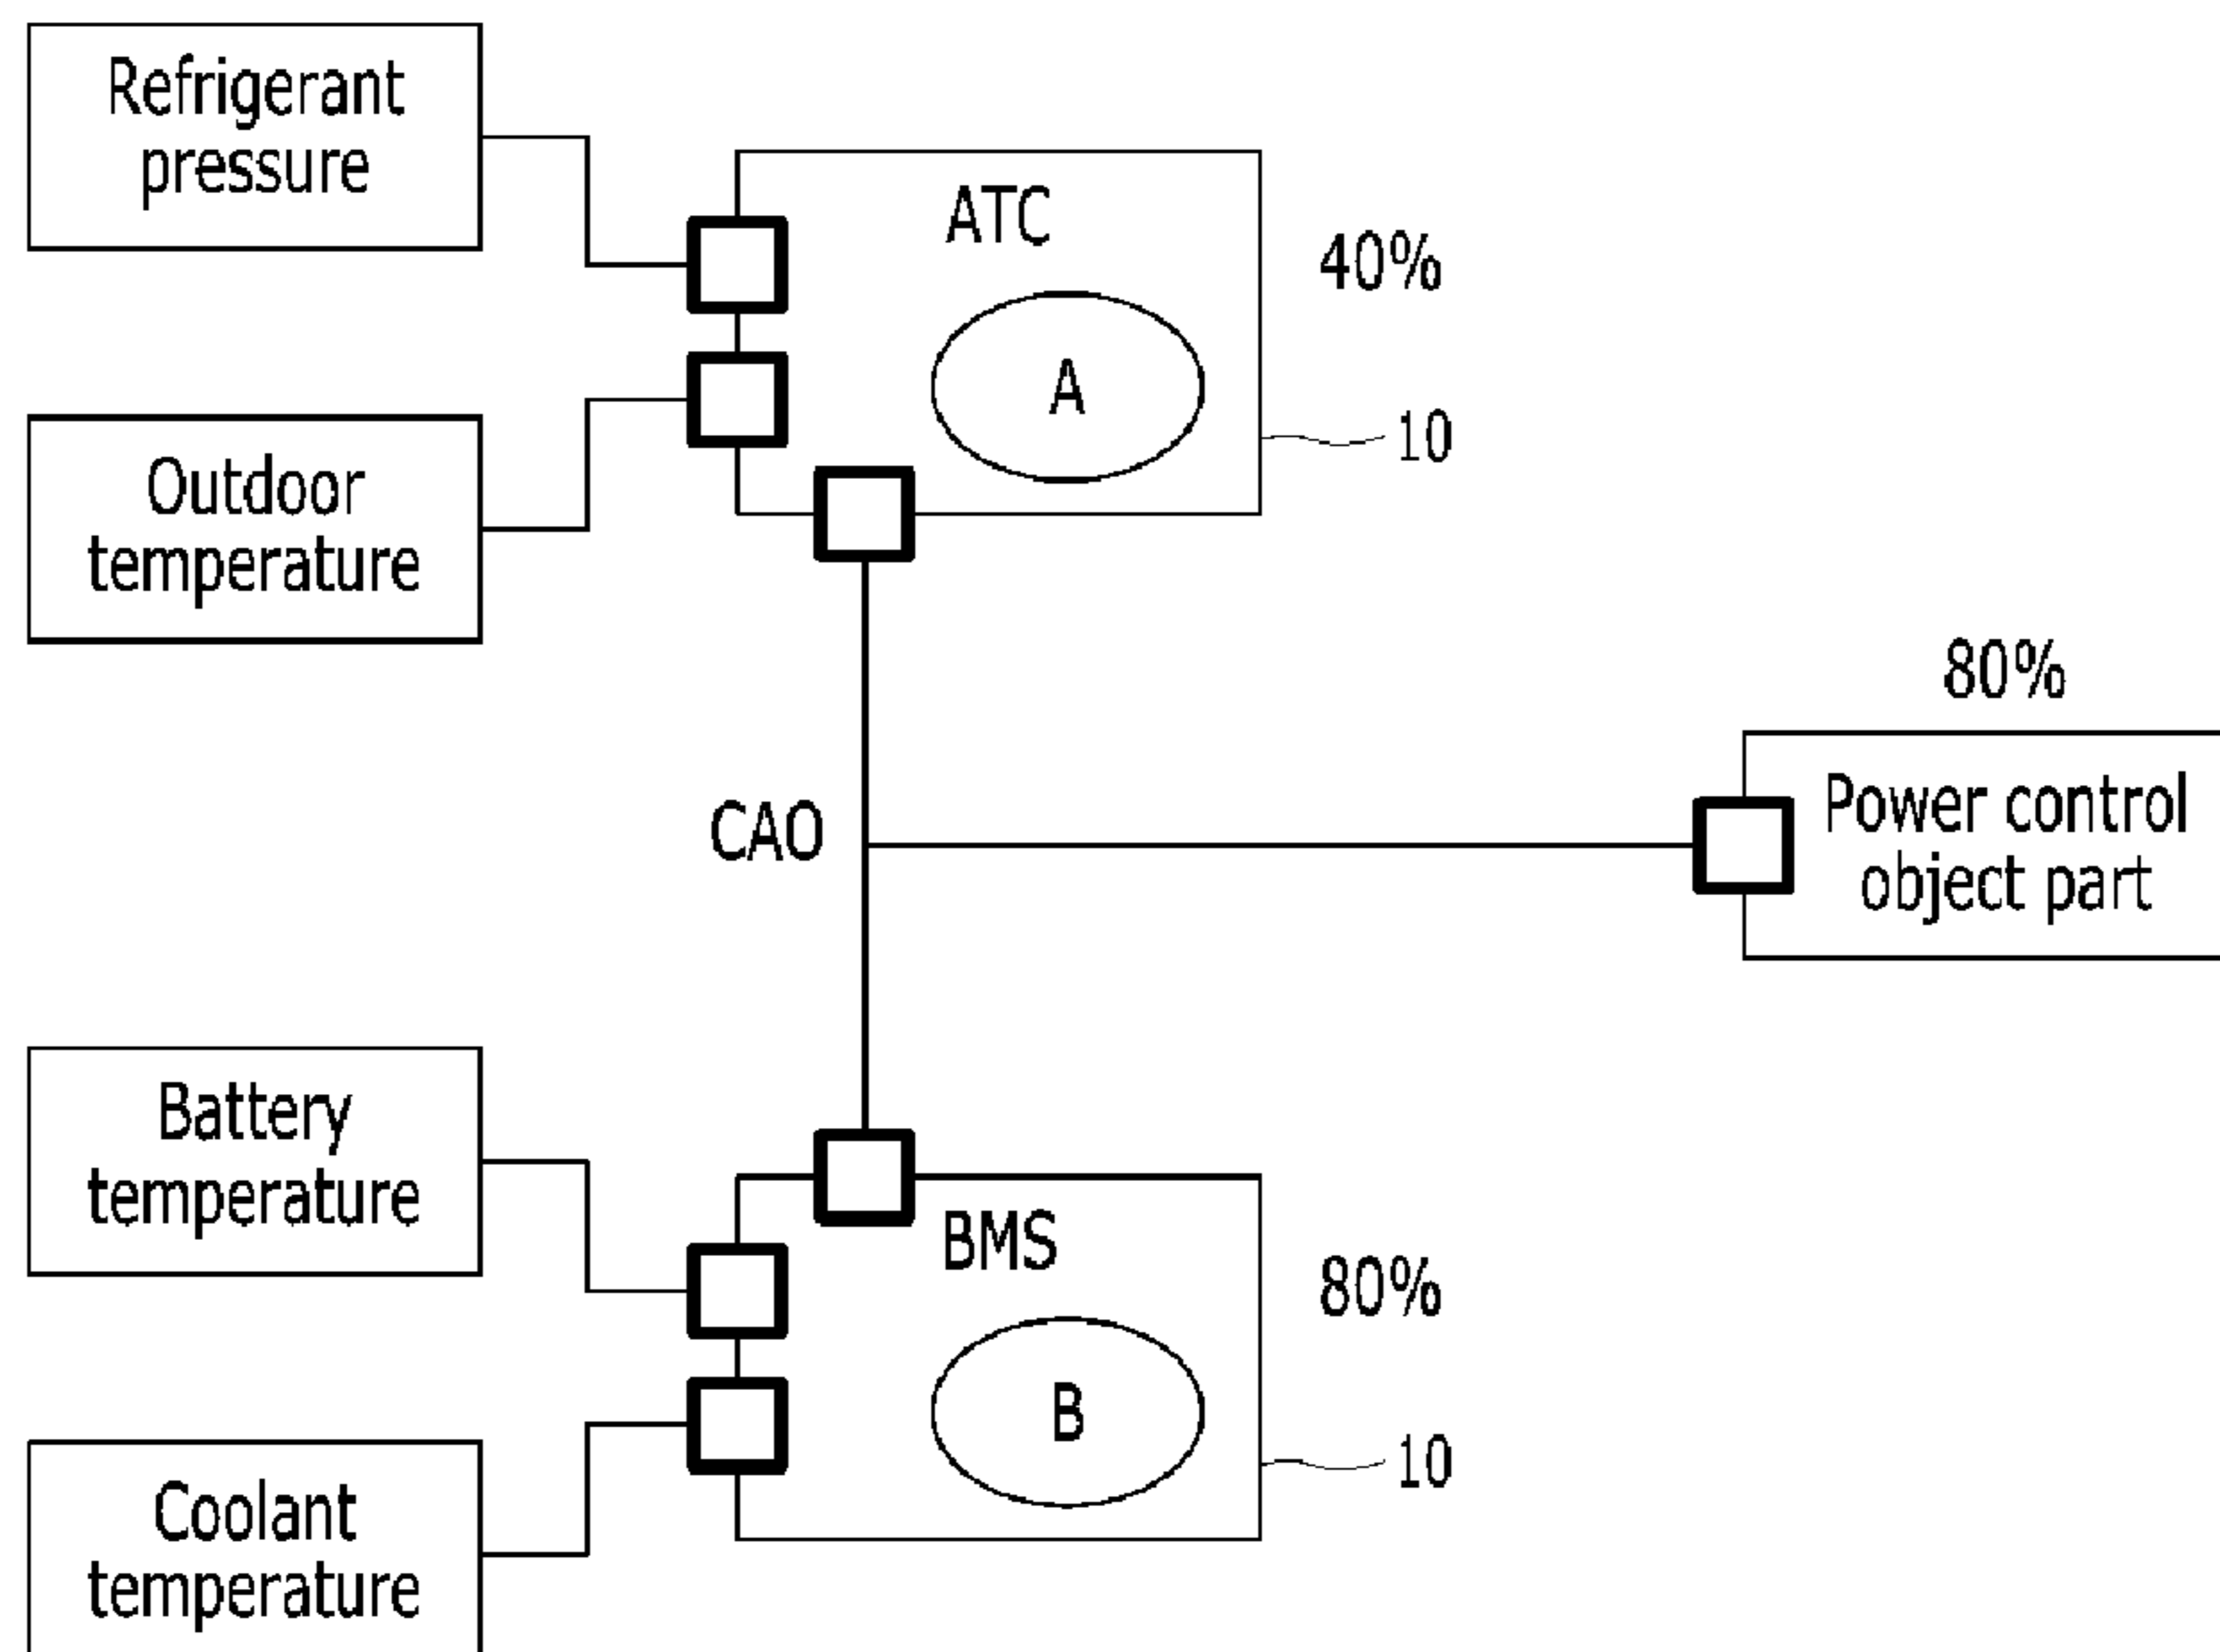 Refrigerant
pressure
ATC
40%
A
10
Outdoor
temperature
80%
Power control
object part
CAO
Battery
temperature
BMS
80%
B
10
Coolant
temperature